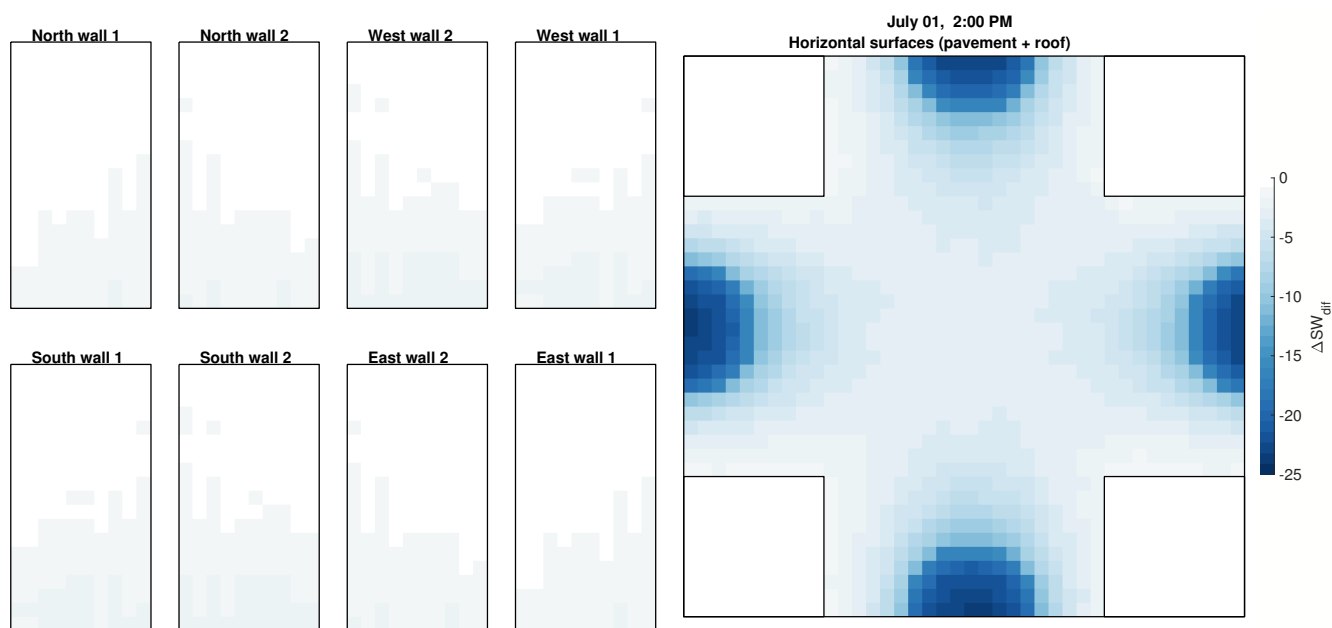 North wall 1
North wall 2
West wall 2
West wall 1
South wall 1
South wall 2
East wall 2
East wall 1
July 01, 2:00 PM
Horizontal surfaces (pavement + roof)
0
-5
-10
-15
-20
-25
ΔSW_dif